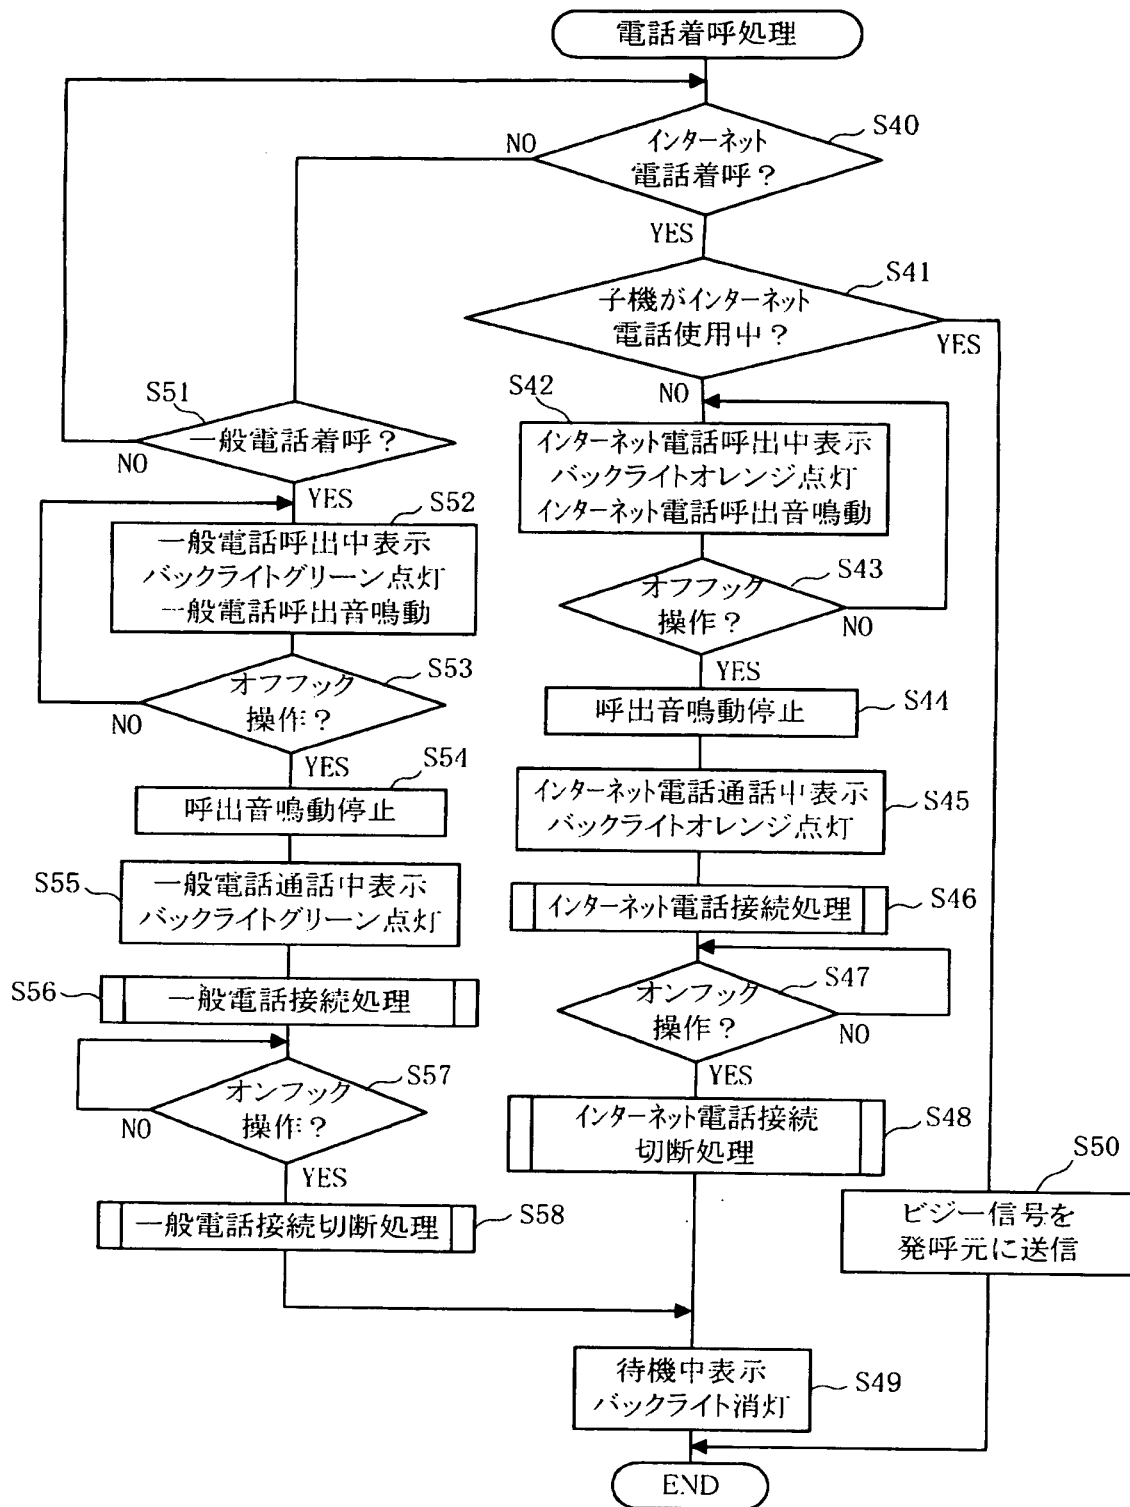 電話着呼処理
インターネット
電話着呼?
S40
NO
YES
子機がインターネット
電話使用中?
S41
YES
NO
S42
インターネット電話呼出中表示
バックライトオレンジ点灯
インターネット電話呼出音鳴動
オフフック
操作?
S43
NO
YES
呼出音鳴動停止
S44
インターネット電話通話中表示
バックライトオレンジ点灯
S45
インターネット電話接続処理
S46
オンフック
操作?
S47
NO
YES
インターネット電話接続
切断処理
S48
S50
ビジー信号を
発呼元に送信
S51
一般電話着呼?
NO
YES
S52
一般電話呼出中表示
バックライトグリーン点灯
一般電話呼出音鳴動
オフフック
操作?
S53
NO
YES
S54
呼出音鳴動停止
S55
一般電話通話中表示
バックライトグリーン点灯
S56
一般電話接続処理
オンフック
操作?
S57
NO
YES
一般電話接続切断処理
S58
待機中表示
バックライト消灯
S49
END